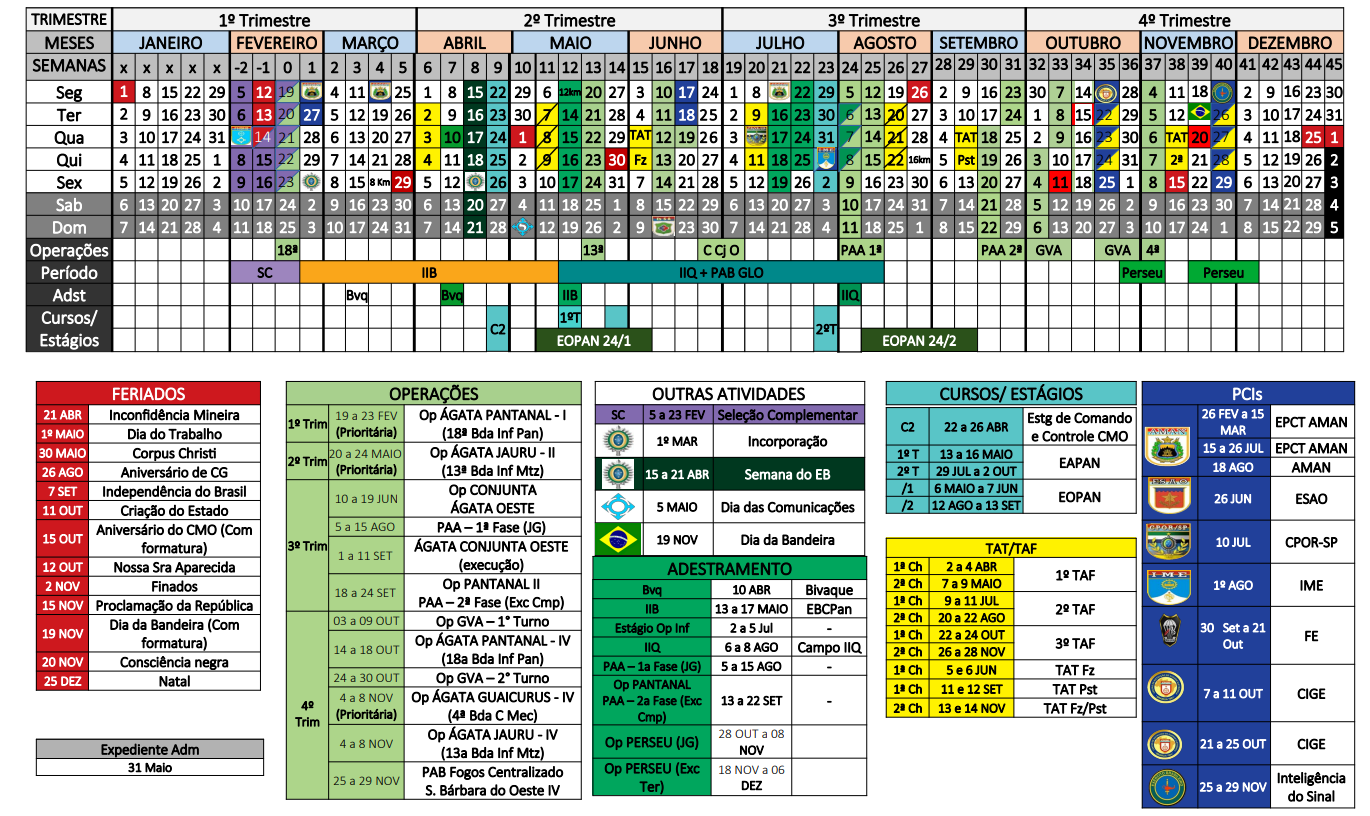 TRIMESTRE 1º Trimestre 2º Trimestre 3º Trimestre 4º Trimestre
MESES JANEIRO FEVEREIRO MARÇO ABRIL MAIO JUNHO JULHO AGOSTO SETEMBRO OUTUBRO NOVEMBRO DEZEMBRO
SEMANAS x x x x x -2 -1 0 1 2 3 4 5 6 7 8 9 10 11 12 13 14 15 16 17 18 19 20 21 22 23 24 25 26 27 28 29 30 31 32 33 34 35 36 37 38 39 40 41 42 43 44 45
Seg 1 8 15 22 29 5 12 19 4 11 25 1 8 15 22 29 6 12km 20 27 3 10 17 24 1 8 22 29 5 12 19 26 2 9 16 23 30 7 14 28 4 11 18 2 9 16 23 30
Ter 2 9 16 23 30 6 13 20 27 5 12 19 26 2 9 16 23 30 7 14 21 28 4 11 18 25 2 9 16 23 30 6 13 20 27 3 10 17 24 1 8 15 22 29 5 12 26 3 10 17 24 31
Qua 3 10 17 24 31 14 21 28 6 13 20 27 3 10 17 24 1 8 15 22 29 TAT 12 19 26 3 17 24 31 7 14 21 28 4 TAT 18 25 2 9 16 23 30 6 TAT 20 27 4 11 18 25 1
Qui 4 11 18 25 1 8 15 22 29 7 14 21 28 4 11 18 25 2 9 16 23 30 Fz 13 20 27 4 11 18 25 8 15 22 16km 5 Pst 19 26 3 10 17 24 31 7 2ª 21 28 5 12 19 26 2
Sex 5 12 19 26 2 9 16 23 8 15 8 Km 29 5 12 26 3 10 17 24 31 7 14 21 28 5 12 19 26 2 9 16 23 30 6 13 20 27 4 11 18 25 1 8 15 22 29 6 13 20 27 3
Sab 6 13 20 27 3 10 17 24 2 9 16 23 30 6 13 20 27 4 11 18 25 1 8 15 22 29 6 13 20 27 3 10 17 24 31 7 14 21 28 5 12 19 26 2 9 16 23 30 7 14 21 28 4
Dom 7 14 21 28 4 11 18 25 3 10 17 24 31 7 14 21 28 12 19 26 2 9 23 30 7 14 21 28 4 11 18 25 1 8 15 22 29 6 13 20 27 3 10 17 24 1 8 15 22 29 5
Operações 18ª 13ª C Cj O PAA 1ª PAA 2ª GVA GVA 4ª
Período SC IIB IIQ + PAB GLO Perseu Perseu
Adst Bvq Bvq IIB IIQ
Cursos/ Estágios C2 1ºT 2ºT
EOPAN 24/1 EOPAN 24/2
FERIADOS
21 ABR Inconfidência Mineira
1º MAIO Dia do Trabalho
30 MAIO Corpus Christi
26 AGO Aniversário de CG
7 SET Independência do Brasil
11 OUT Criação do Estado
15 OUT Aniversário do CMO (Com formatura)
12 OUT Nossa Sra Aparecida
2 NOV Finados
15 NOV Proclamação da República
19 NOV Dia da Bandeira (Com formatura)
20 NOV Consciência negra
25 DEZ Natal
Expediente Adm
31 Maio
OPERAÇÕES
1º Trim 19 a 23 FEV (Prioritária) Op ÁGATA PANTANAL - I (18ª Bda Inf Pan)
2º Trim 20 a 24 MAIO (Prioritária) Op ÁGATA JAURU - II (13ª Bda Inf Mtz)
3º Trim 10 a 19 JUN Op CONJUNTA ÁGATA OESTE
5 a 15 AGO PAA – 1ª Fase (JG)
1 a 11 SET ÁGATA CONJUNTA OESTE (execução)
18 a 24 SET Op PANTANAL II PAA – 2ª Fase (Exc Cmp)
4º Trim 03 a 09 OUT Op GVA – 1° Turno
14 a 18 OUT Op ÁGATA PANTANAL - IV (18a Bda Inf Pan)
24 a 30 OUT Op GVA – 2° Turno
4 a 8 NOV (Prioritária) Op ÁGATA GUAICURUS - IV (4ª Bda C Mec)
4 a 8 NOV Op ÁGATA JAURU - IV (13a Bda Inf Mtz)
25 a 29 NOV PAB Fogos Centralizado S. Bárbara do Oeste IV
OUTRAS ATIVIDADES
SC 5 a 23 FEV Seleção Complementar
1º MAR Incorporação
15 a 21 ABR Semana do EB
5 MAIO Dia das Comunicações
19 NOV Dia da Bandeira
ADESTRAMENTO
Bvq 10 ABR Bivaque
IIB 13 a 17 MAIO EBCPan
Estágio Op Inf 2 a 5 Jul -
IIQ 6 a 8 AGO Campo IIQ
PAA – 1a Fase (JG) 5 a 15 AGO -
Op PANTANAL PAA – 2a Fase (Exc Cmp) 13 a 22 SET -
Op PERSEU (JG) 28 OUT a 08 NOV
Op PERSEU (Exc Ter) 18 NOV a 06 DEZ
CURSOS/ ESTÁGIOS
C2 22 a 26 ABR Estg de Comando e Controle CMO
1º T 13 a 16 MAIO EAPAN
2º T 29 JUL a 2 OUT
/1 6 MAIO a 7 JUN EOPAN
/2 12 AGO a 13 SET
TAT/TAF
1ª Ch 2 a 4 ABR 1º TAF
2ª Ch 7 a 9 MAIO
1ª Ch 9 a 11 JUL 2º TAF
2ª Ch 20 a 22 AGO
1ª Ch 22 a 24 OUT 3º TAF
2ª Ch 26 a 28 NOV
1ª Ch 5 e 6 JUN TAT Fz
1ª Ch 11 e 12 SET TAT Pst
2ª Ch 13 e 14 NOV TAT Fz/Pst
PCIs
AMAN 26 FEV a 15 MAR EPCT AMAN
15 a 26 JUL EPCT AMAN
18 AGO AMAN
ESAO 26 JUN ESAO
CPOR/SP 10 JUL CPOR-SP
IME 1º AGO IME
30 Set a 21 Out FE
7 a 11 OUT CIGE
21 a 25 OUT CIGE
25 a 29 NOV Inteligência do Sinal